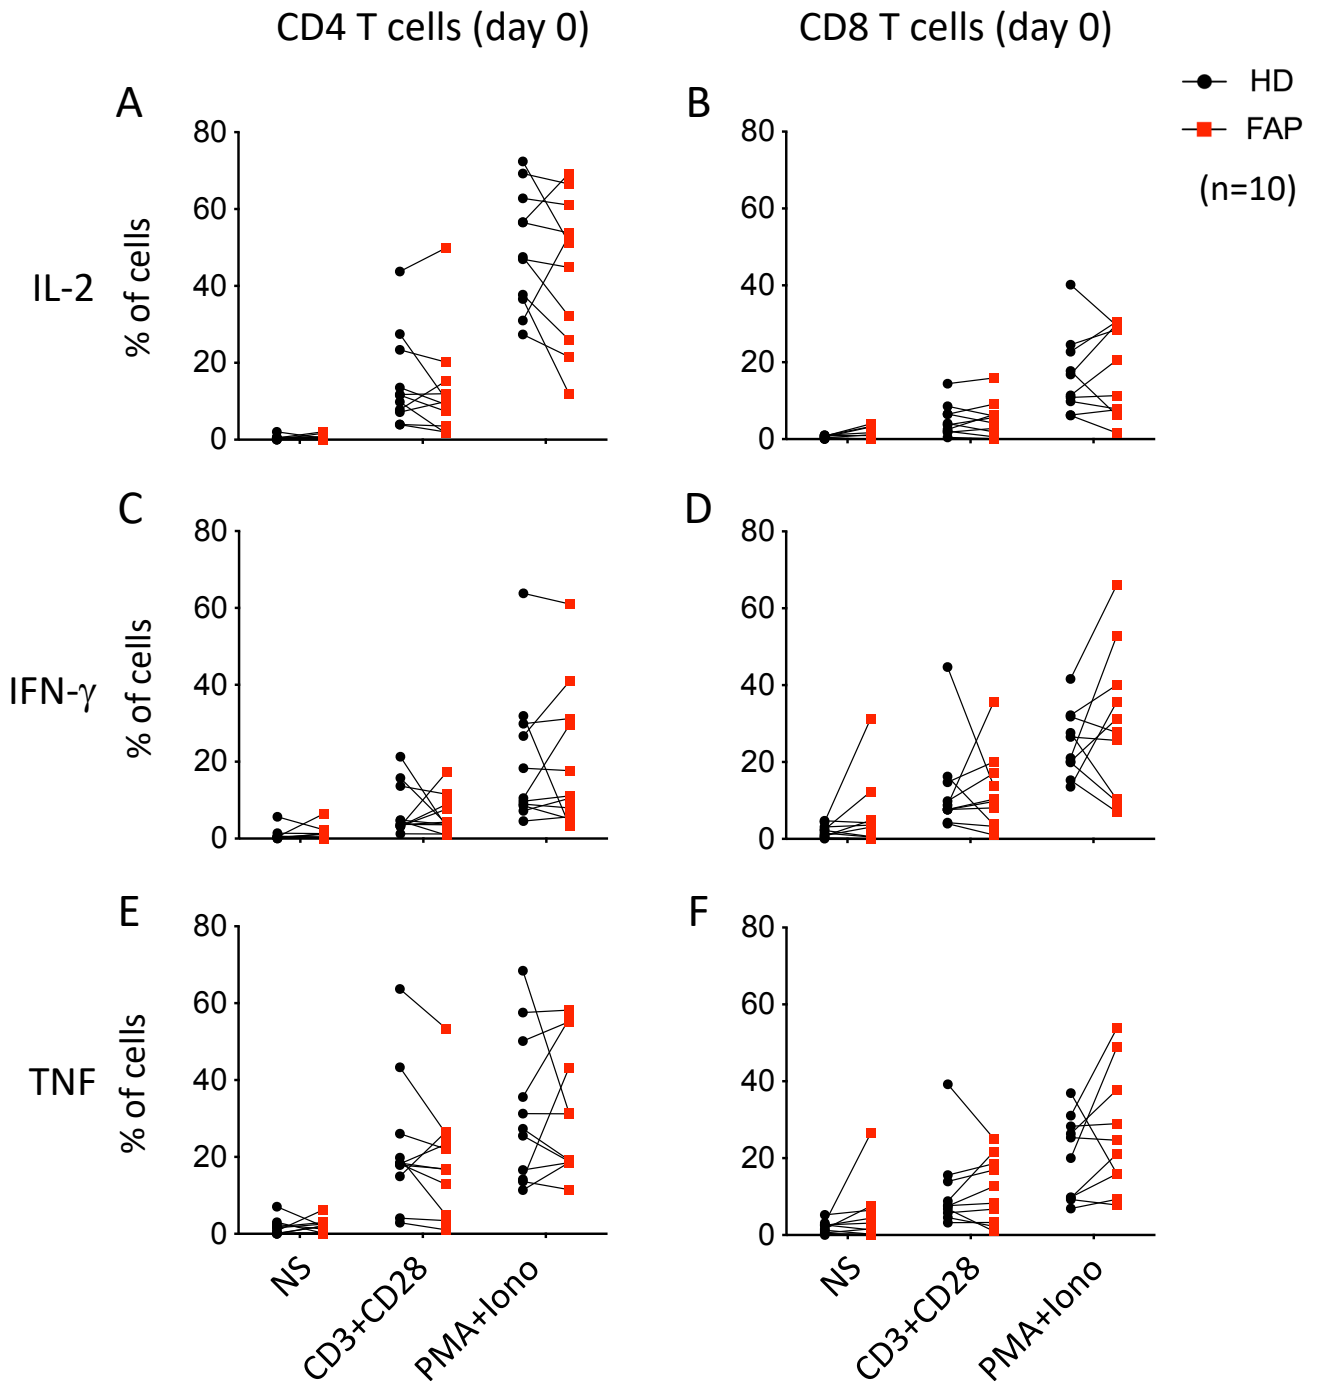 CD4 T cells (day 0)
CD8 T cells (day 0)
HD
FAP
(n=10)
A
B
IL-2
% of cells
80
60
40
20
0
80
60
40
20
0
C
D
IFN-γ
% of cells
80
60
40
20
0
80
60
40
20
0
E
F
TNF
% of cells
80
60
40
20
0
80
60
40
20
0
NS
CD3+CD28
PMA+Iono
NS
CD3+CD28
PMA+Iono